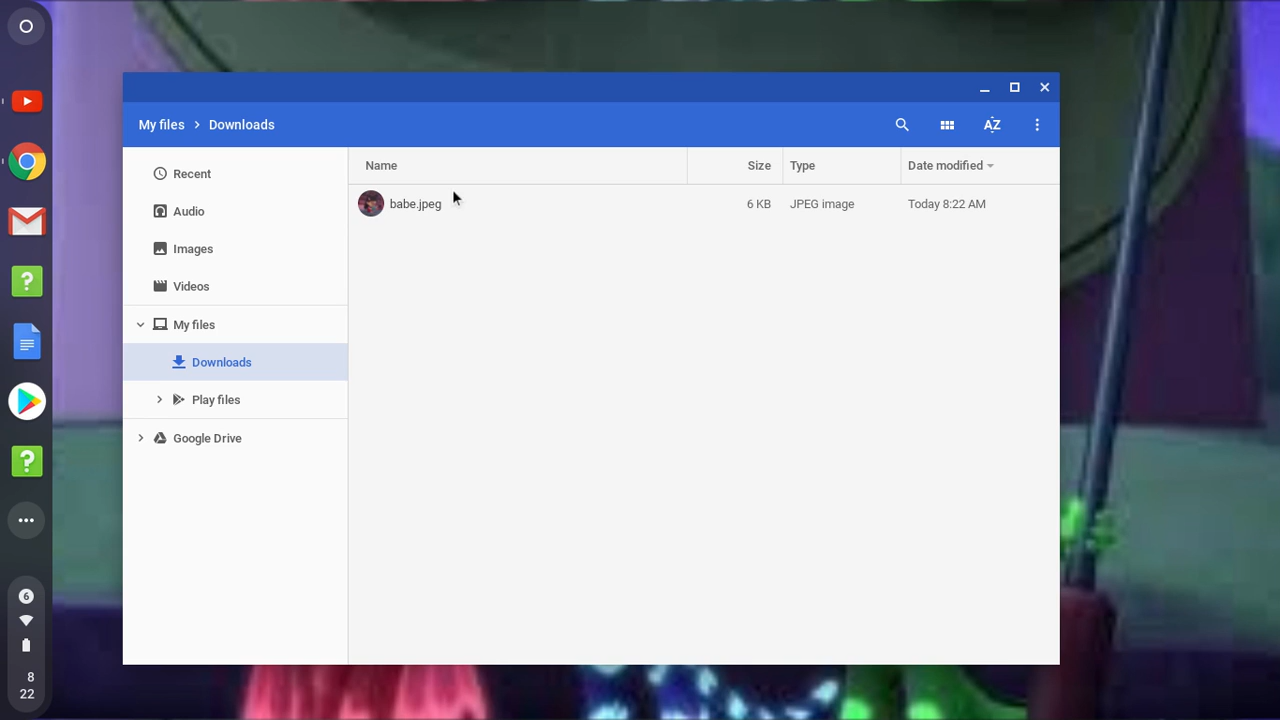 My files > Downloads
AZ
Name Size Type Date modified
Recent
babe.jpeg 6 KB JPEG image Today 8:22 AM
Audio
Images
Videos
My files
Downloads
Play files
Google Drive
?
?
6
8
22